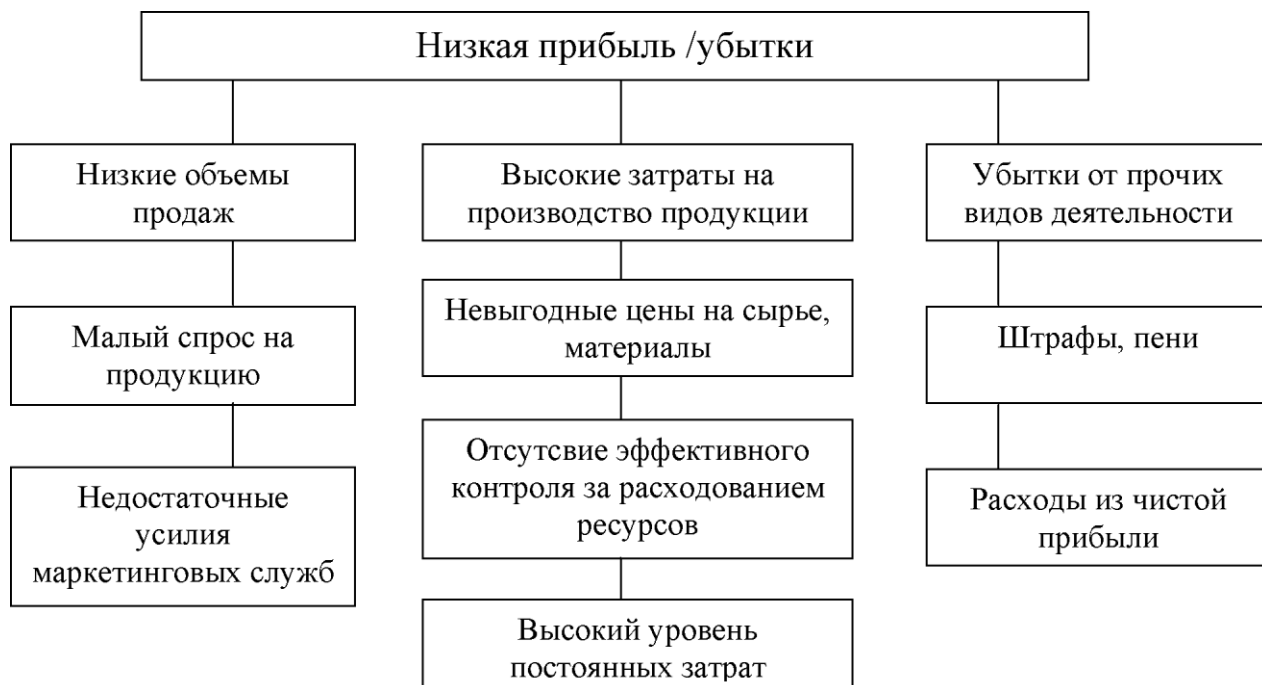 Низкая прибыль /убытки
Низкие объемы
продаж
Малый спрос на
продукцию
Недостаточные
усилия
маркетинговых служб
Высокие затраты на
производство продукции
Невыгодные цены на сырье,
материалы
Отсутсвие эффективного
контроля за расходованием
ресурсов
Высокий уровень
постоянных затрат
Убытки от прочих
видов деятельности
Штрафы, пени
Расходы из чистой
прибыли